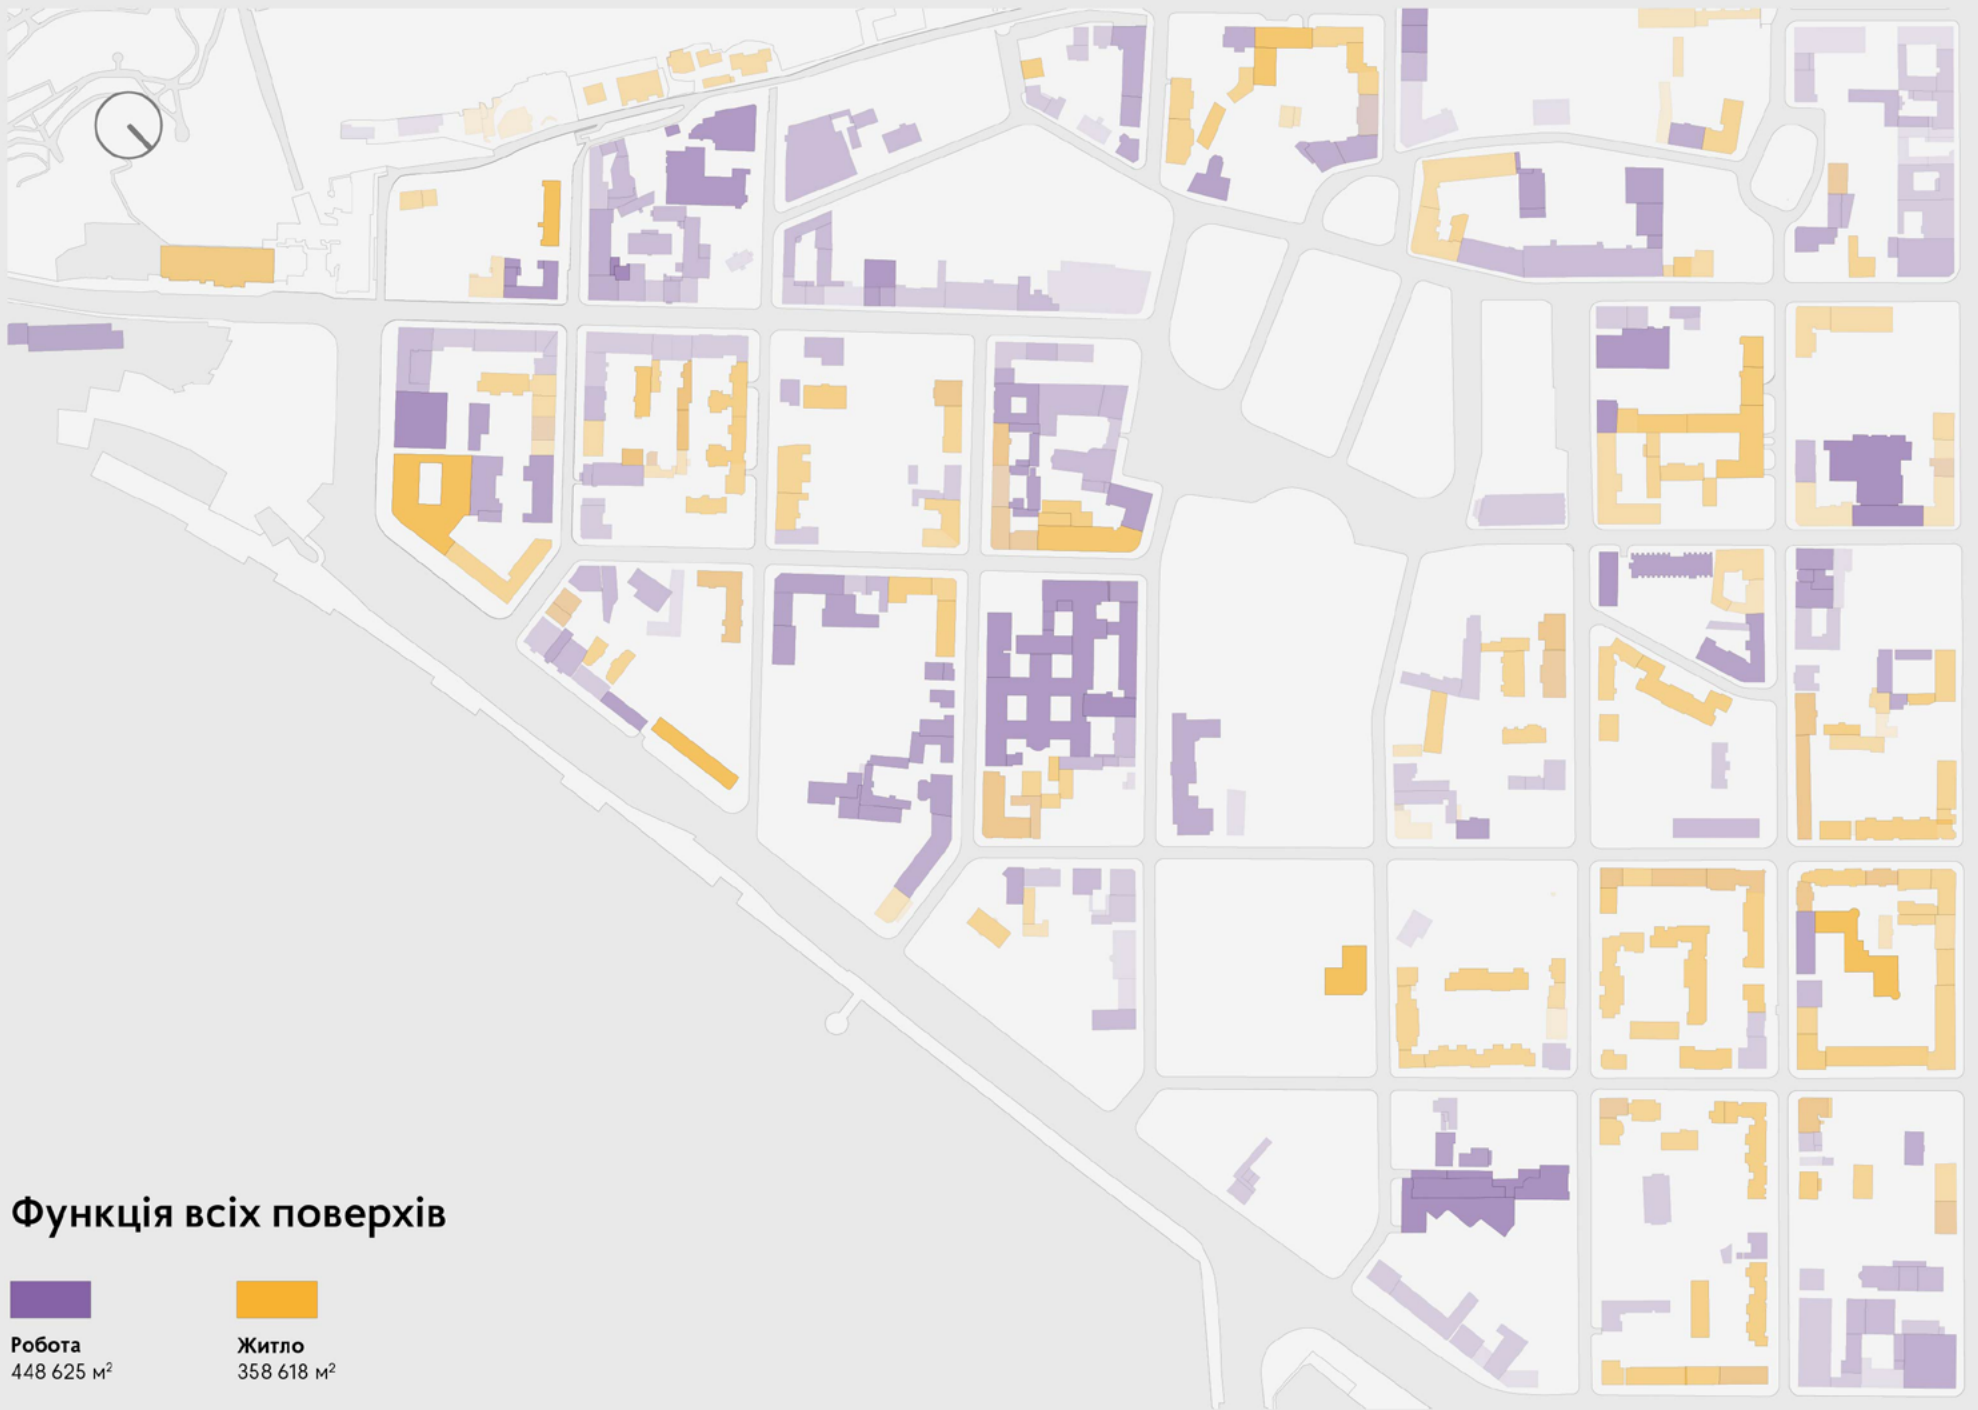 Функція всіх поверхів
Робота
448 625 м²
Житло
358 618 м²